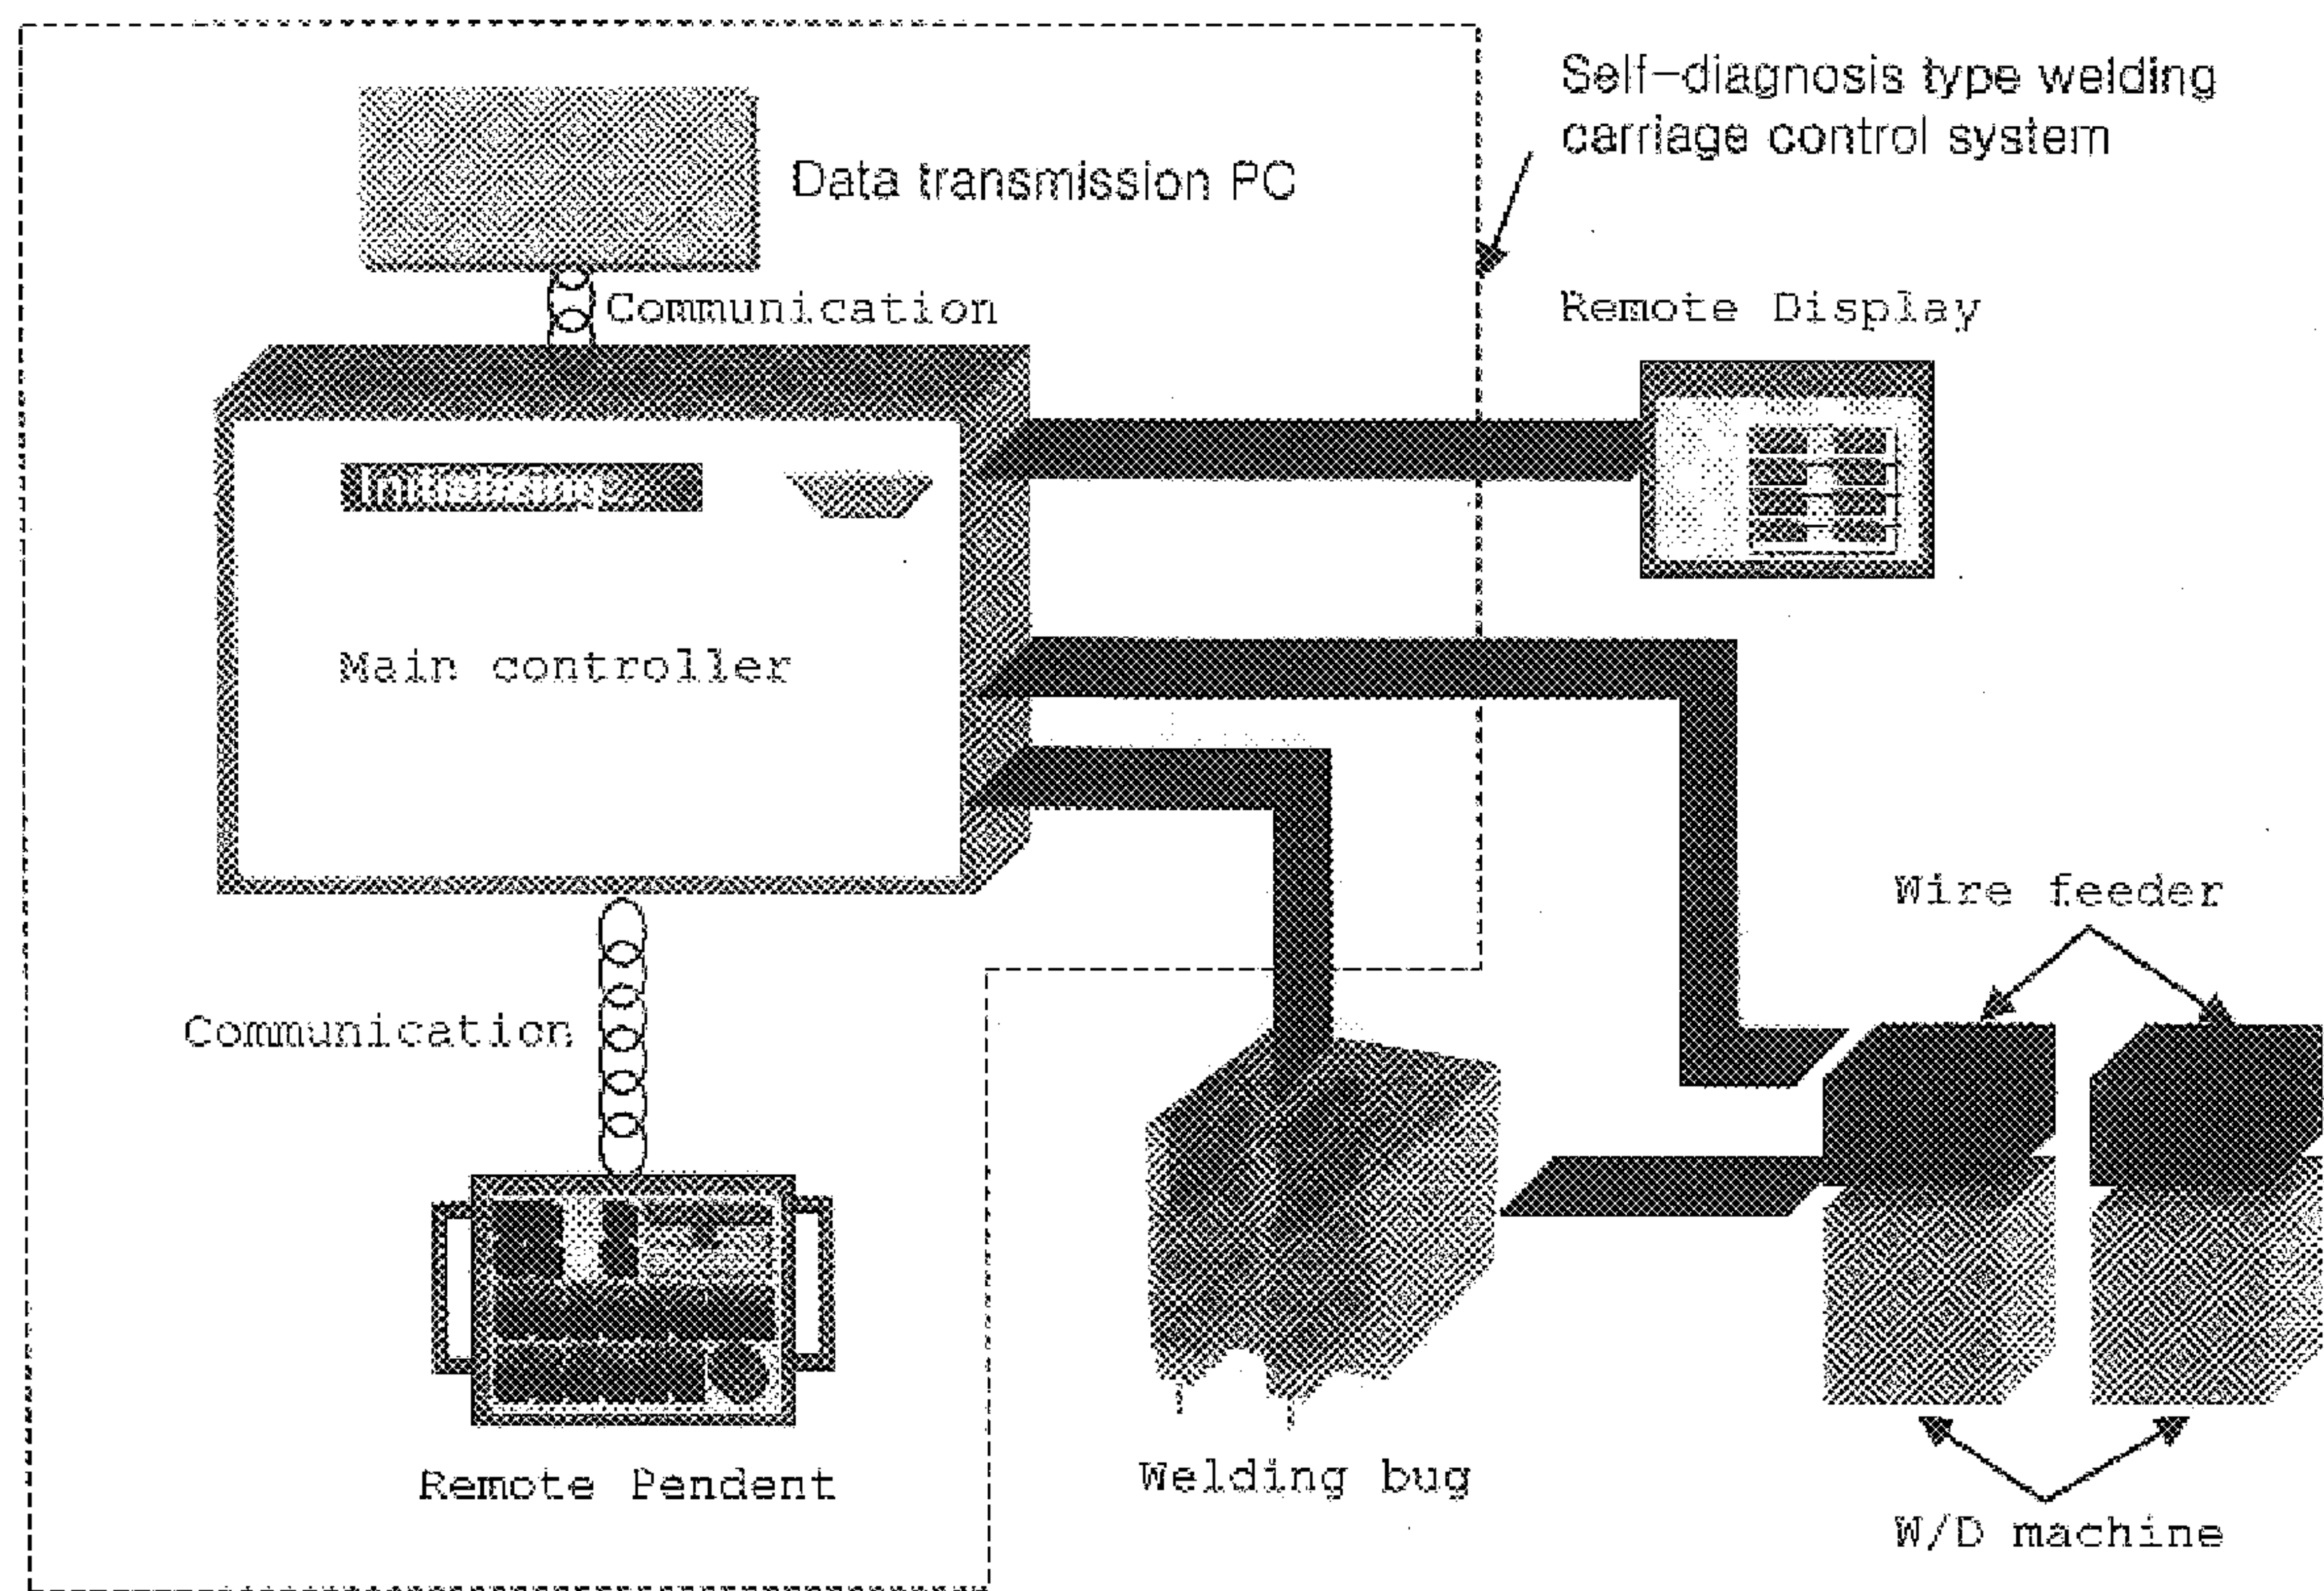 Self-diagnosis type welding
carriage control system
Data transmission PC
Communication
Remote Display
Initializing...
Main controller
Wire feeder
Communication
Remote Pendent
Welding bug
W/D machine